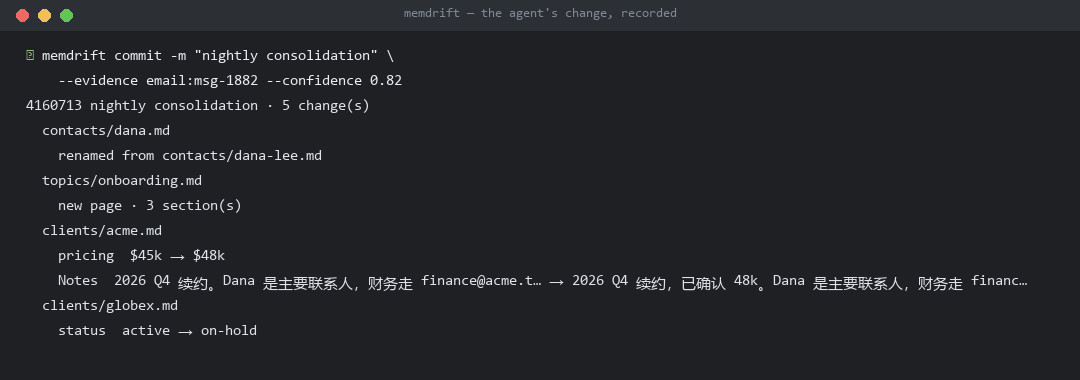 memdrift — the agent's change, recorded
memdrift commit -m "nightly consolidation" \
--evidence email:msg-1882 --confidence 0.82
4160713 nightly consolidation · 5 change(s)
contacts/dana.md
renamed from contacts/dana-lee.md
topics/onboarding.md
new page · 3 section(s)
clients/acme.md
pricing $45k → $48k
Notes 2026 Q4 续约。Dana 是主要联系人，财务走 finance@acme.t… → 2026 Q4 续约，已确认 48k。Dana 是主要联系人，财务走 financ…
clients/globex.md
status active → on-hold